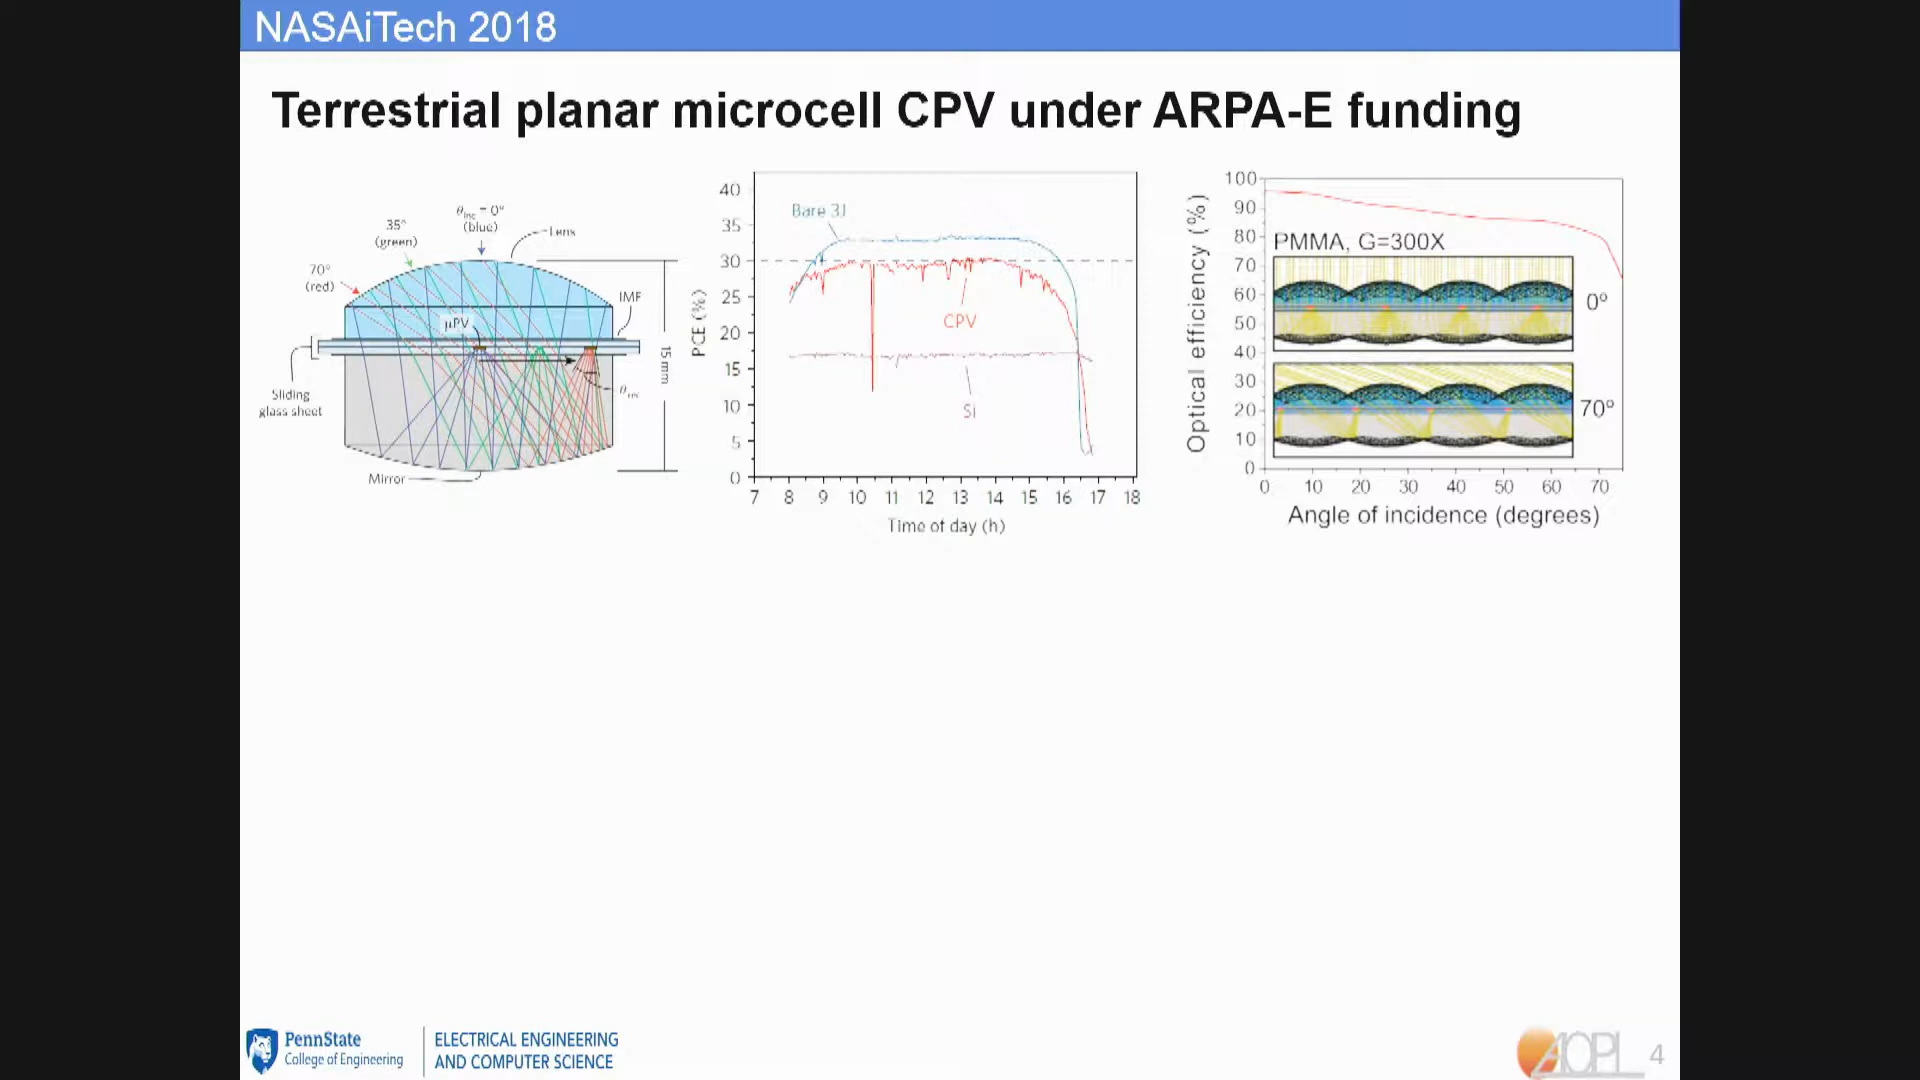 NASAiTech 2018
Terrestrial planar microcell CPV under ARPA-E funding
θinc = 0°
(blue)
35°
(green)
70°
(red)
Lens
IMF
μPV
15 mm
Sliding
glass sheet
Mirror
PCE (%)
40
35
30
25
20
15
10
5
0
Bare 3J
CPV
Si
7 8 9 10 11 12 13 14 15 16 17 18
Time of day (h)
Optical efficiency (%)
100
90
80
70
60
50
40
30
20
10
0
PMMA, G=300X
0°
70°
0 10 20 30 40 50 60 70
Angle of incidence (degrees)
PennState
College of Engineering
ELECTRICAL ENGINEERING
AND COMPUTER SCIENCE
AOPL
4